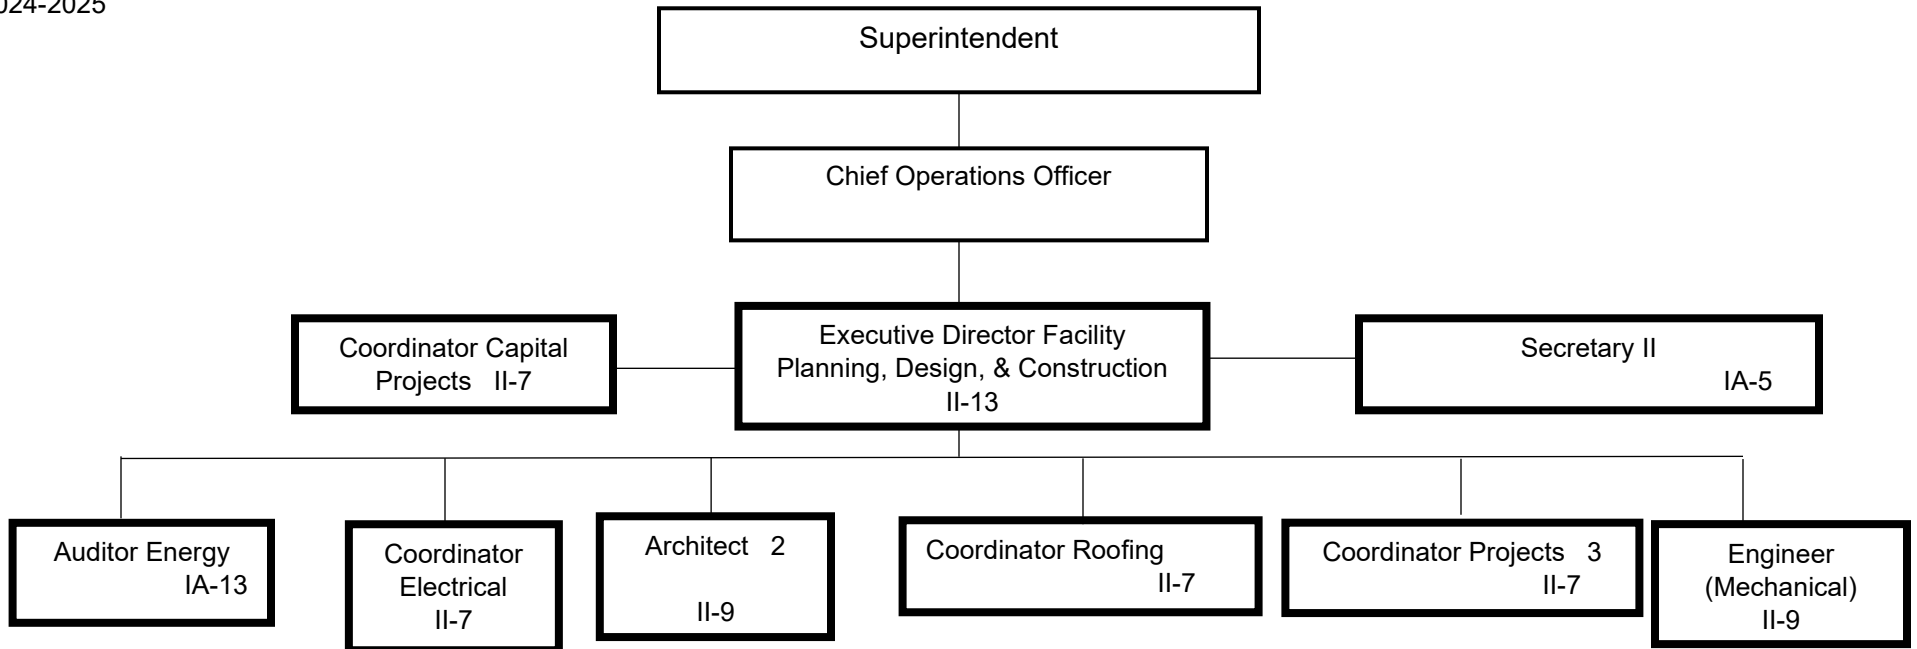 024-2025
Superintendent
Chief Operations Officer
Coordinator Capital
Projects II-7
Executive Director Facility
Planning, Design, & Construction
II-13
Secretary II
IA-5
Auditor Energy
IA-13
Coordinator
Electrical
II-7
Architect 2
II-9
Coordinator Roofing
II-7
Coordinator Projects 3
II-7
Engineer
(Mechanical)
II-9